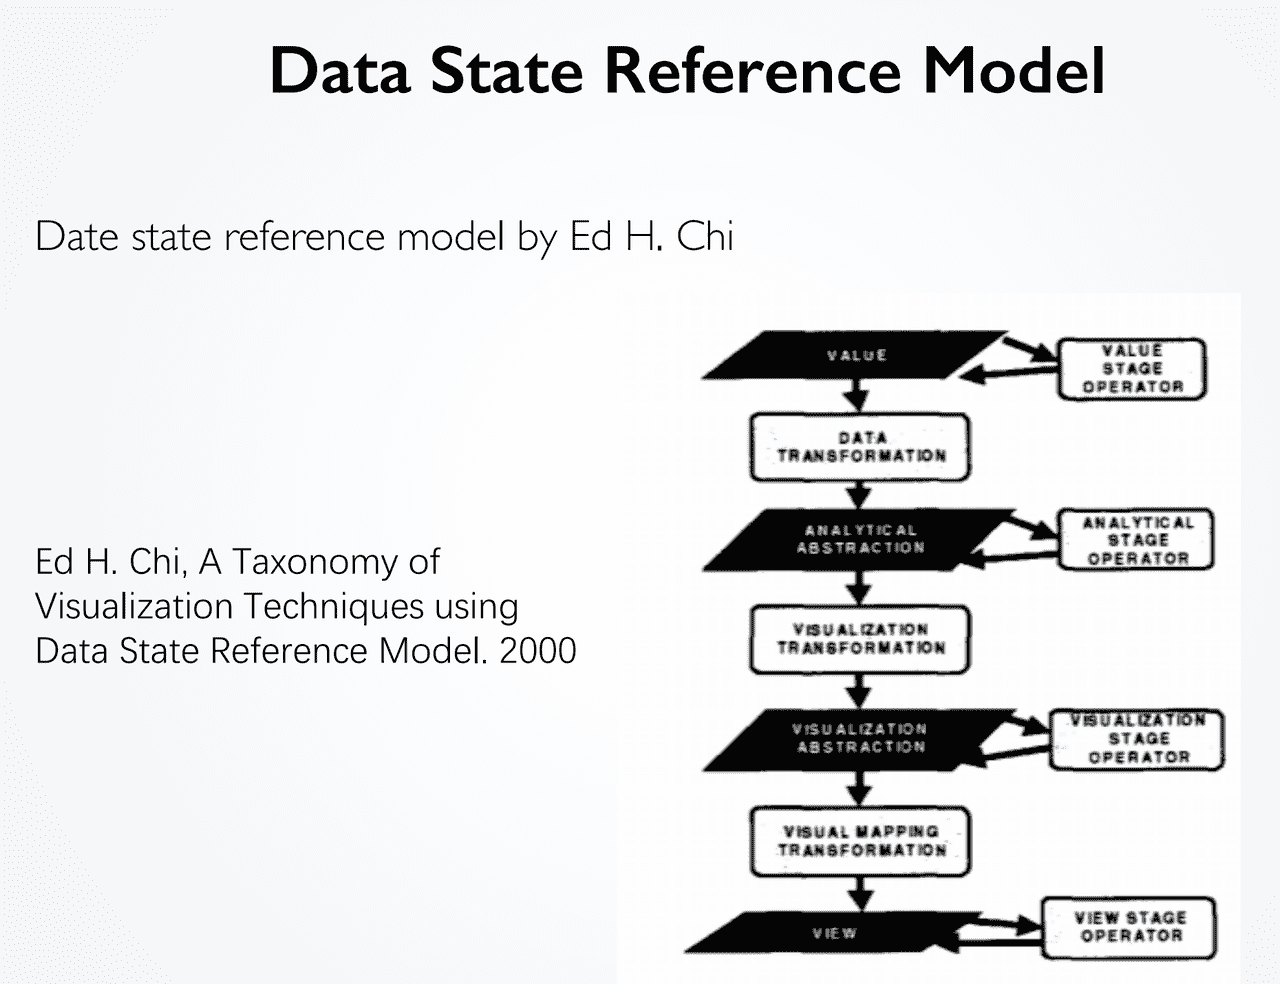 Data State Reference Model
Date state reference model by Ed H. Chi
Ed H. Chi, A Taxonomy of
Visualization Techniques using
Data State Reference Model. 2000
VALUE
VALUE
STAGE
OPERATOR
DATA
TRANSFORMATION
ANALYTICAL
ABSTRACTION
ANALYTICAL
STAGE
OPERATOR
VISUALIZATION
TRANSFORMATION
VISUALIZATION
ABSTRACTION
VISUALIZATION
STAGE
OPERATOR
VISUAL MAPPING
TRANSFORMATION
VIEW
VIEW STAGE
OPERATOR